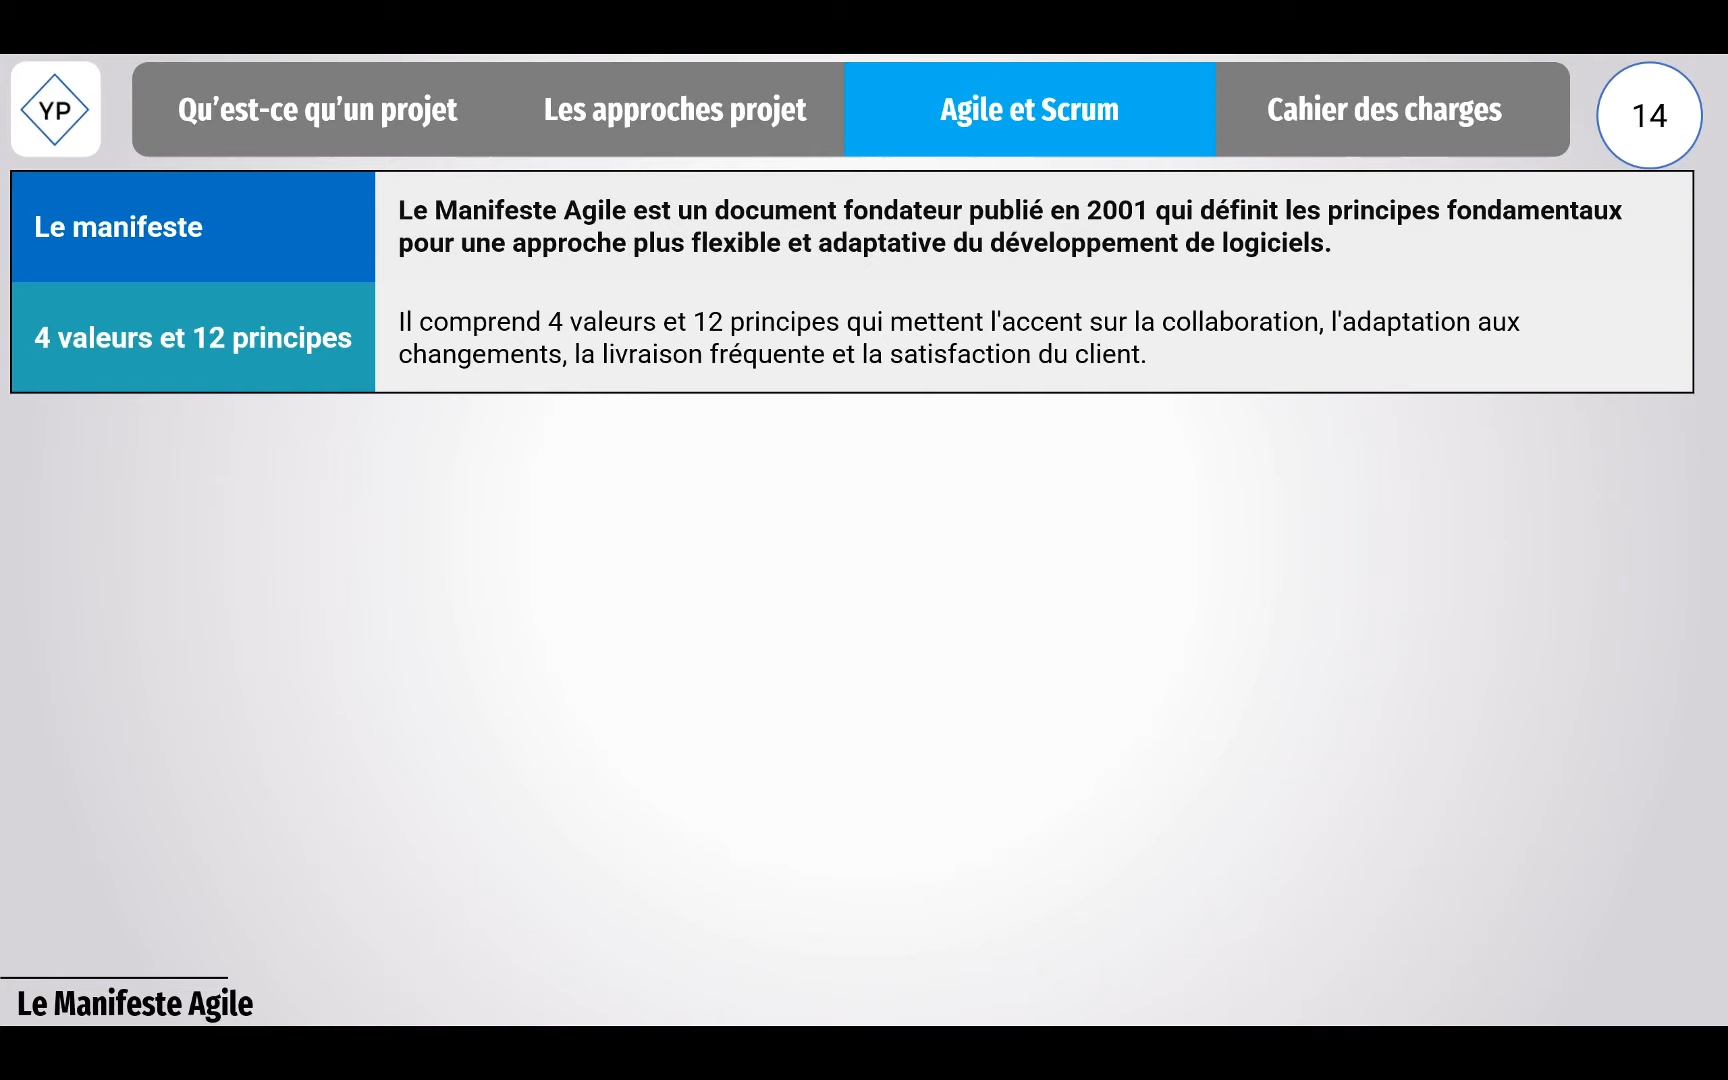 YP
Qu’est-ce qu’un projet
Les approches projet
Agile et Scrum
Cahier des charges
14
Le manifeste
Le Manifeste Agile est un document fondateur publié en 2001 qui définit les principes fondamentaux
pour une approche plus flexible et adaptative du développement de logiciels.
4 valeurs et 12 principes
Il comprend 4 valeurs et 12 principes qui mettent l'accent sur la collaboration, l'adaptation aux
changements, la livraison fréquente et la satisfaction du client.
Le Manifeste Agile